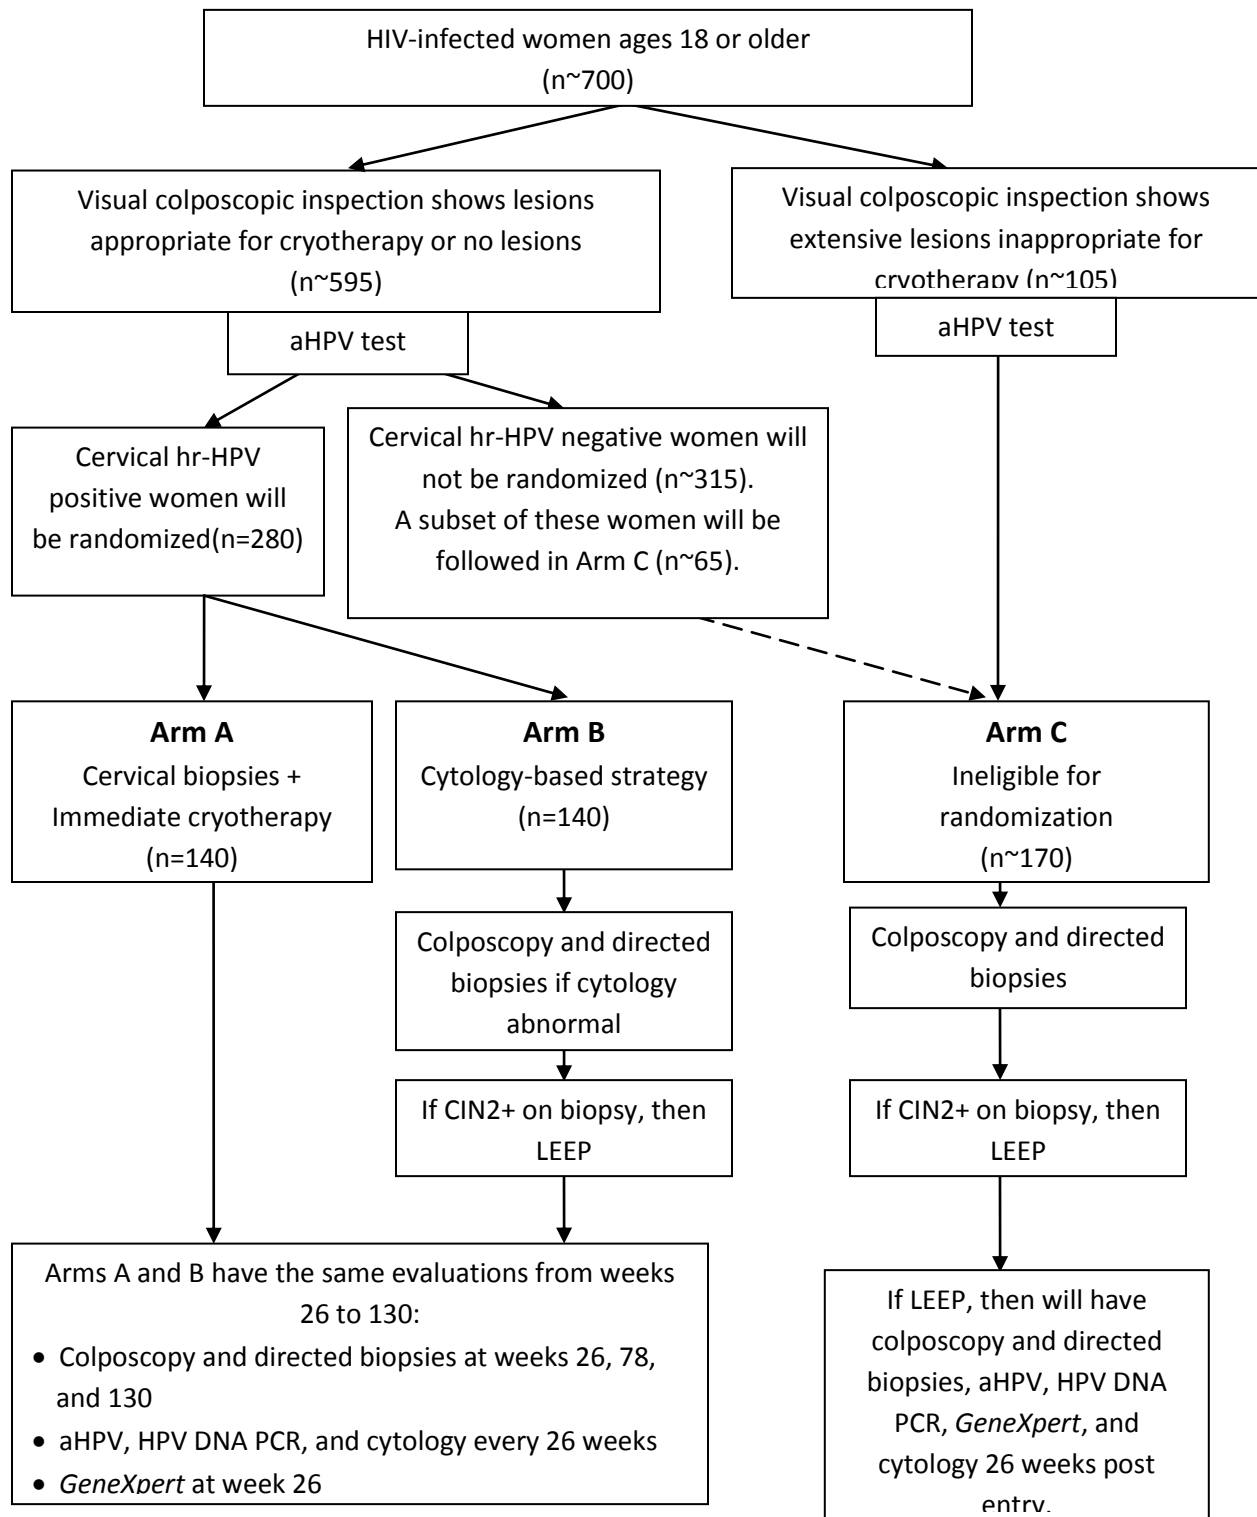 HIV-infected women ages 18 or older
(n~700)
Visual colposcopic inspection shows lesions
appropriate for cryotherapy or no lesions
(n~595)
Visual colposcopic inspection shows
extensive lesions inappropriate for
cryotherapy (n~105)
aHPV test
aHPV test
Cervical hr-HPV
positive women will
be randomized(n=280)
Cervical hr-HPV negative women will
not be randomized (n~315).
A subset of these women will be
followed in Arm C (n~65).
Arm A
Cervical biopsies +
Immediate cryotherapy
(n=140)
Arm B
Cytology-based strategy
(n=140)
Arm C
Ineligible for
randomization
(n~170)
Colposcopy and directed
biopsies if cytology
abnormal
Colposcopy and directed
biopsies
If CIN2+ on biopsy, then
LEEP
If CIN2+ on biopsy, then
LEEP
Arms A and B have the same evaluations from weeks
26 to 130:
• Colposcopy and directed biopsies at weeks 26, 78,
and 130
• aHPV, HPV DNA PCR, and cytology every 26 weeks
• GeneXpert at week 26
If LEEP, then will have
colposcopy and directed
biopsies, aHPV, HPV DNA
PCR, GeneXpert, and
cytology 26 weeks post
entry.